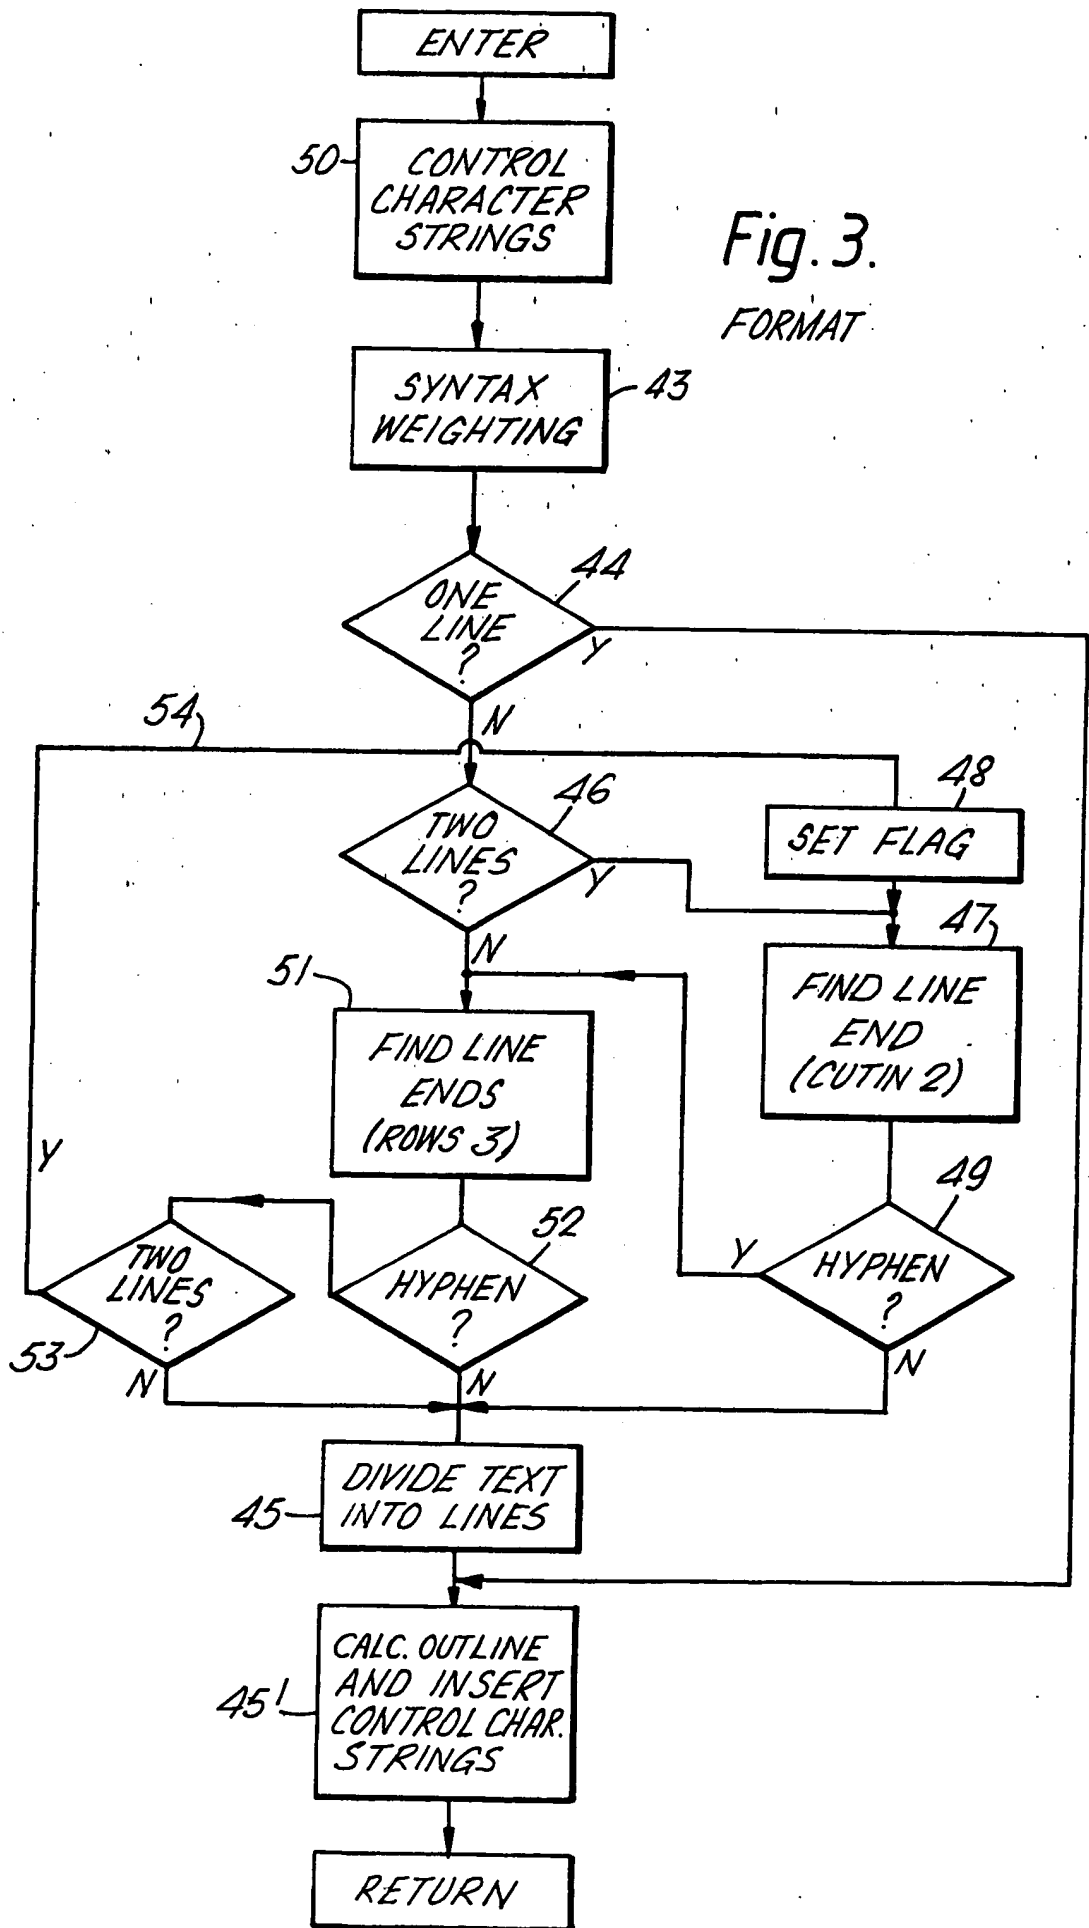 ENTER
50
CONTROL
CHARACTER
STRINGS
Fig. 3.
FORMAT
SYNTAX
WEIGHTING
43
44
ONE
LINE
?
Y
N
54
46
TWO
LINES
?
Y
N
48
SET FLAG
47
FIND LINE
END
(CUTIN 2)
51
FIND LINE
ENDS
(ROWS 3)
Y
49
HYPHEN
?
Y
N
52
HYPHEN
?
N
TWO
LINES
?
53
N
DIVIDE TEXT
INTO LINES
45
CALC. OUTLINE
AND INSERT
CONTROL CHAR.
STRINGS
45'
RETURN